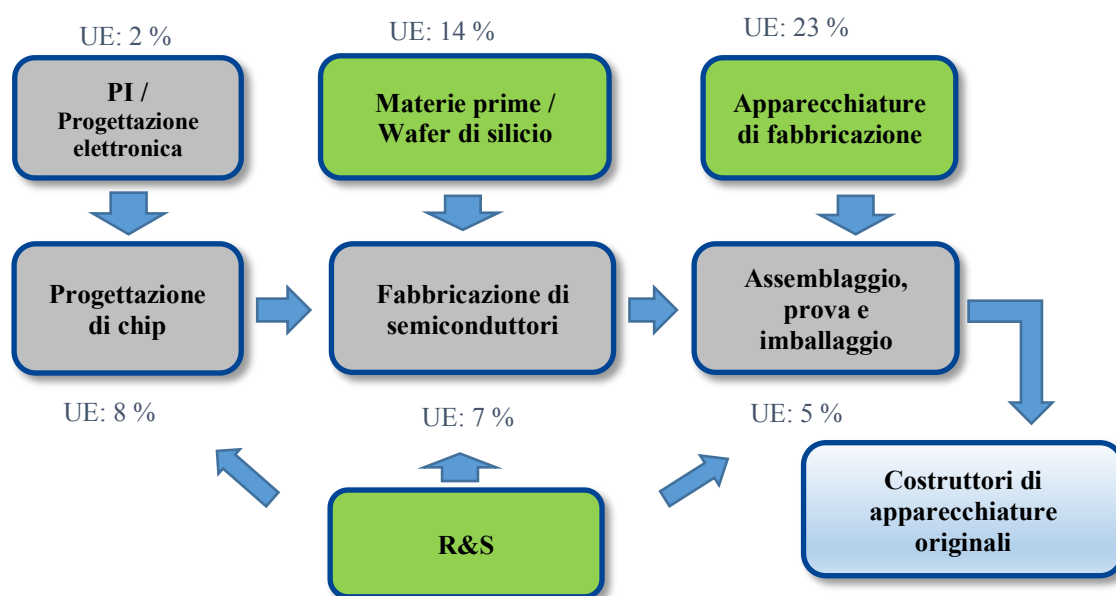 UE: 2 %
UE: 14 %
UE: 23 %
PI /
Progettazione
elettronica
Materie prime /
Wafer di silicio
Apparecchiature
di fabbricazione
Progettazione
di chip
Fabbricazione di
semiconduttori
Assemblaggio,
prova e
imballaggio
UE: 8 %
UE: 7 %
UE: 5 %
R&S
Costruttori di
apparecchiature
originali